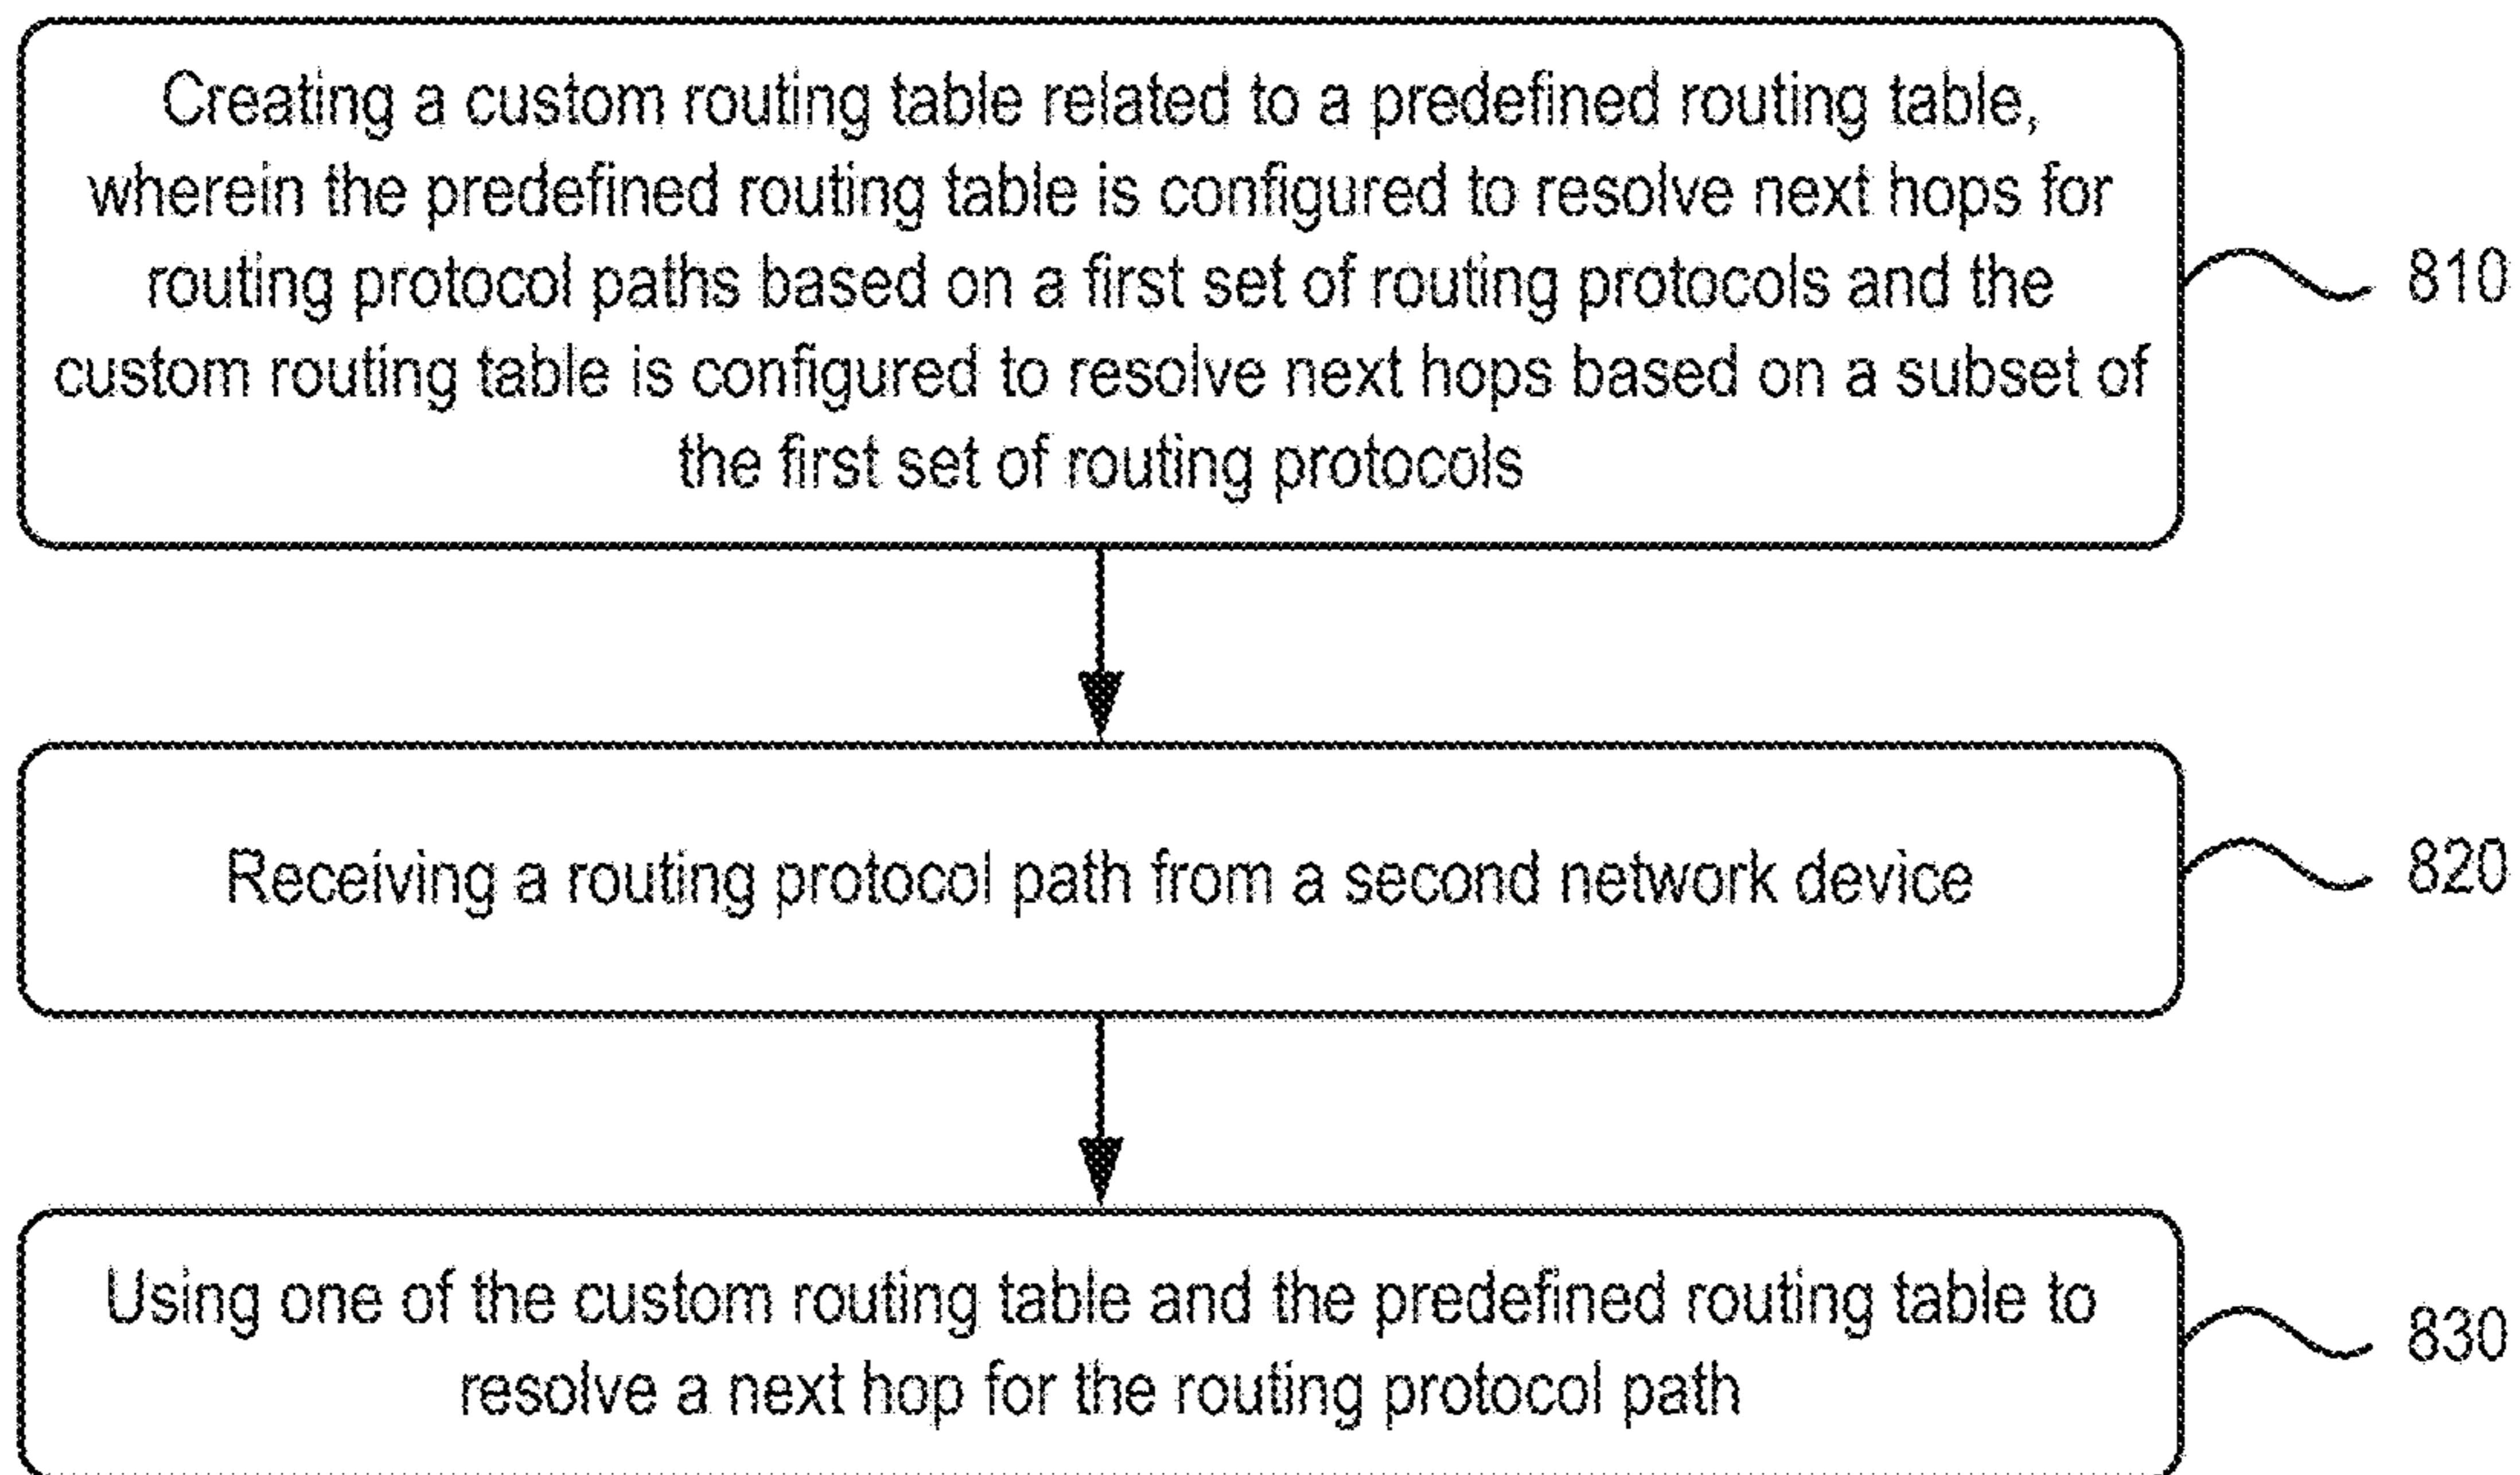 Creating a custom routing table related to a predefined routing table,
wherein the predefined routing table is configured to resolve next hops for
routing protocol paths based on a first set of routing protocols and the
custom routing table is configured to resolve next hops based on a subset of
the first set of routing protocols
810
Receiving a routing protocol path from a second network device
820
Using one of the custom routing table and the predefined routing table to
resolve a next hop for the routing protocol path
830